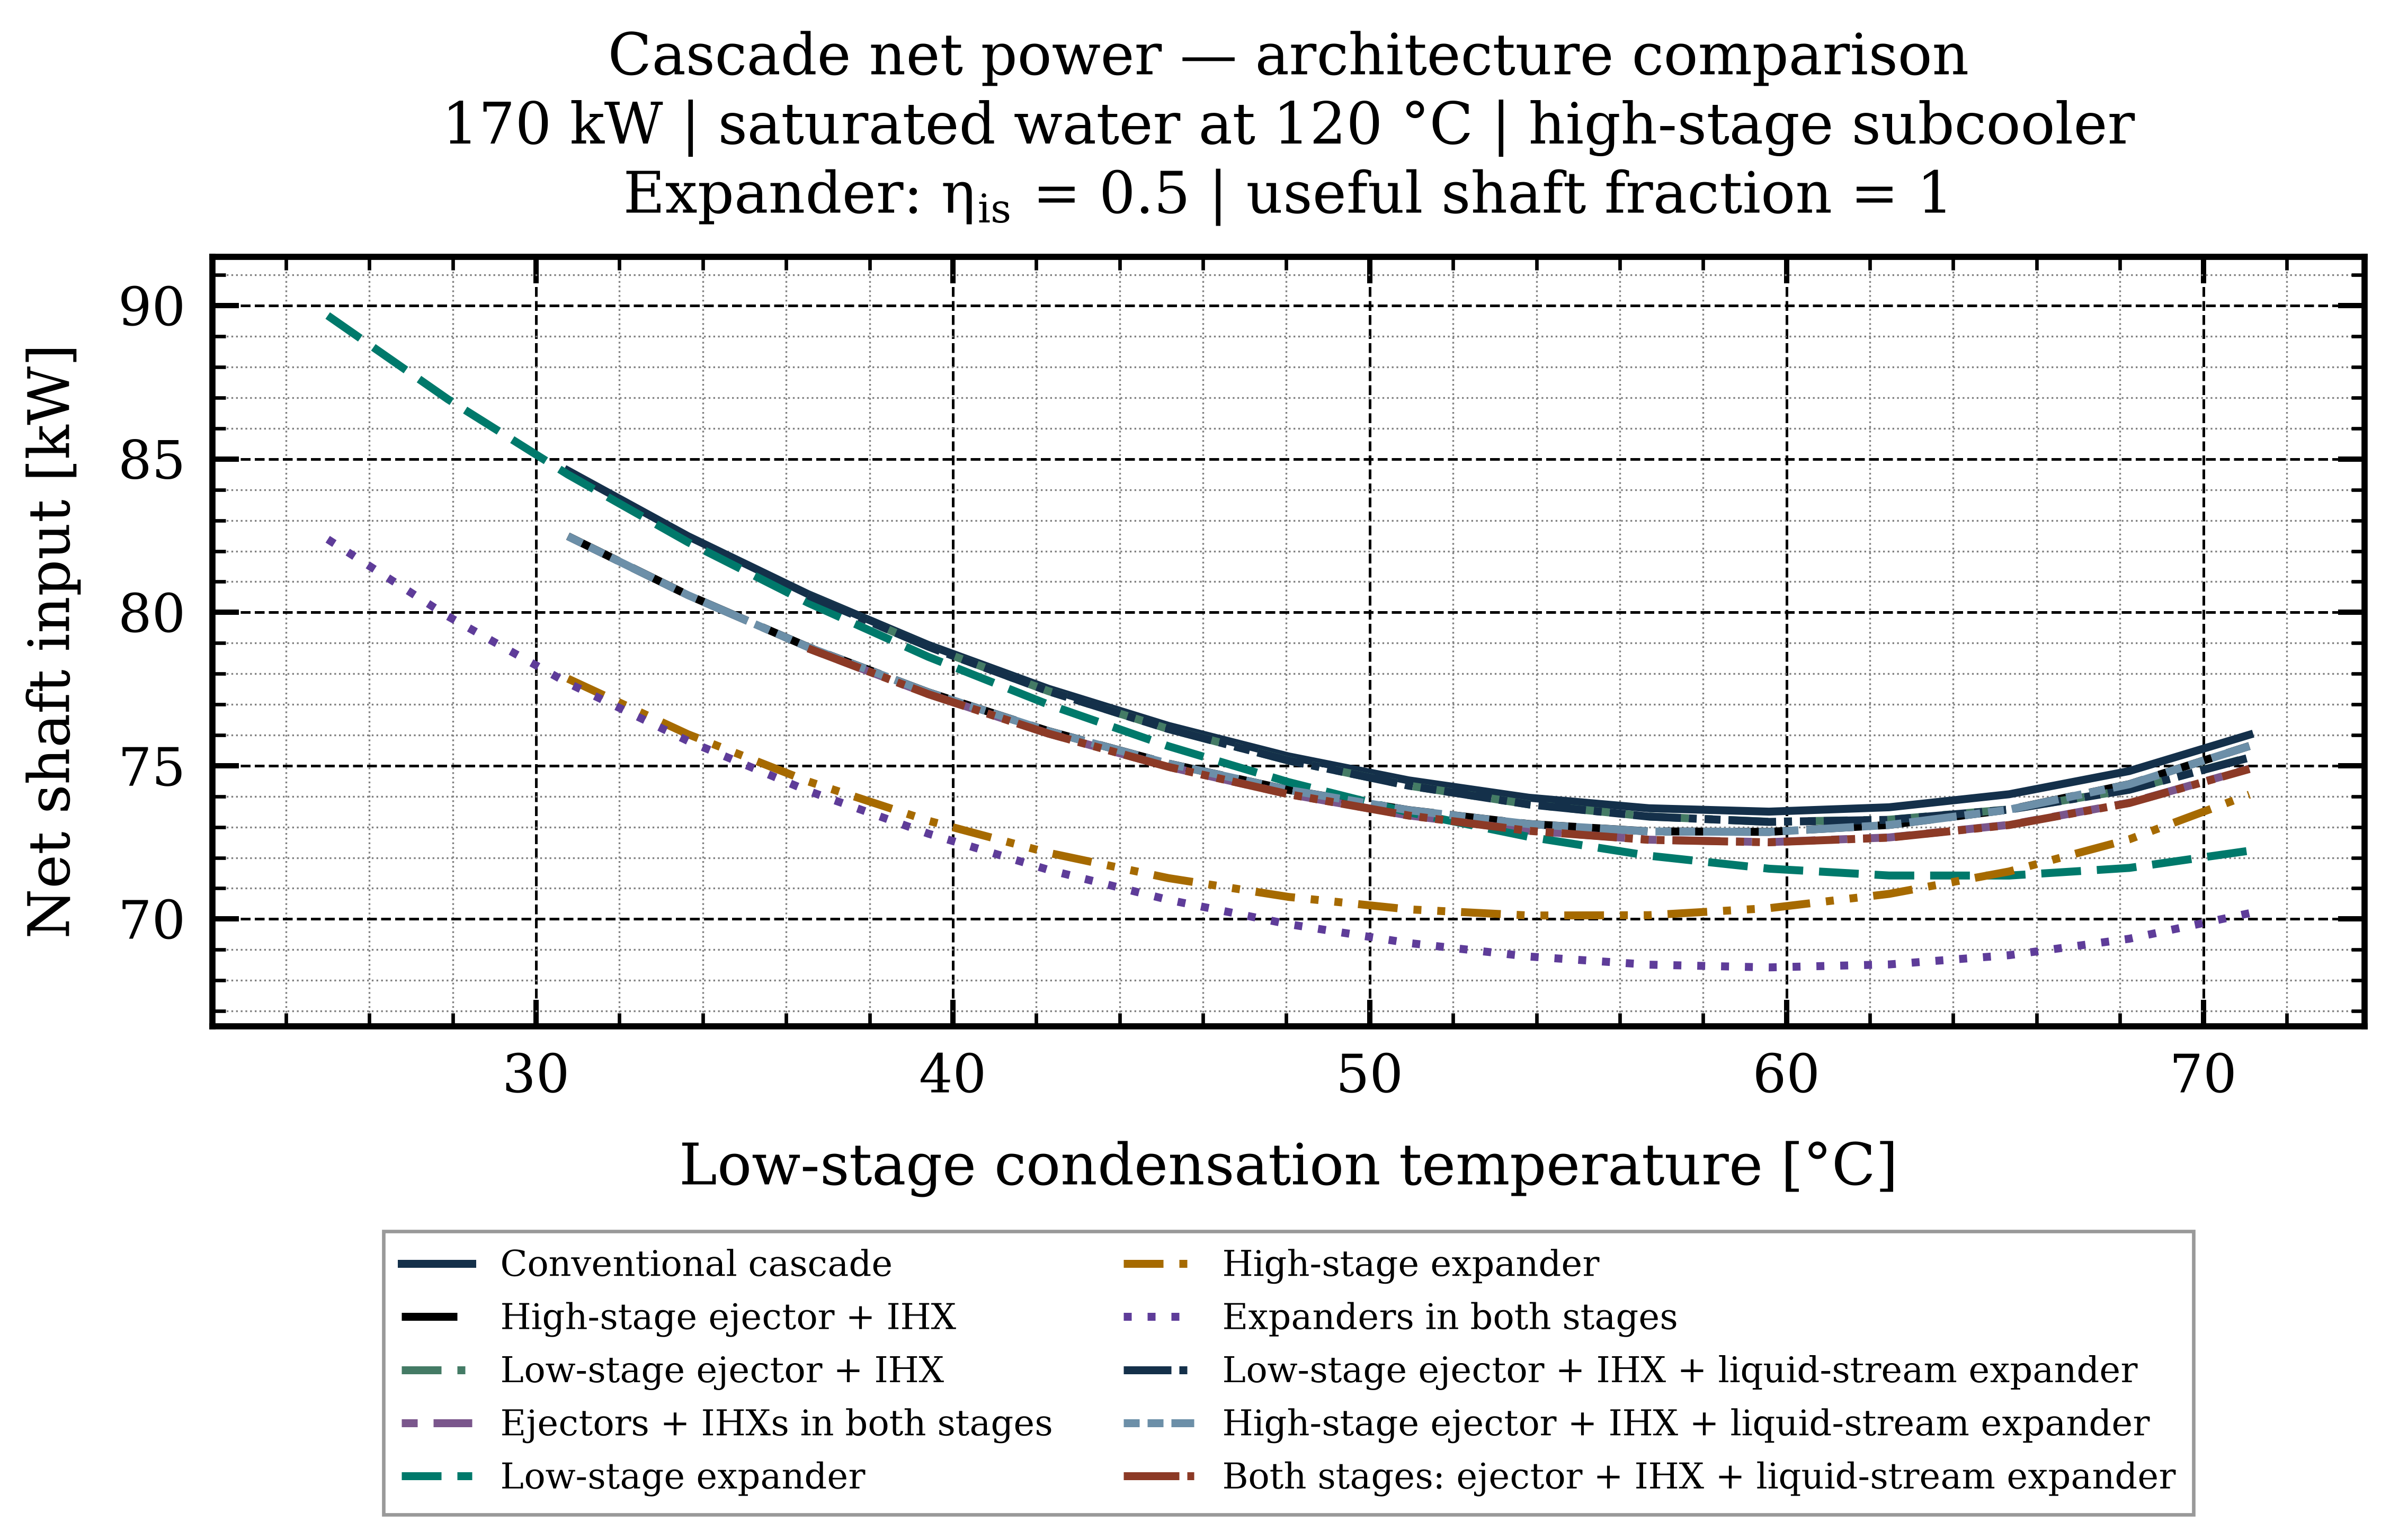 Cascade net power — architecture comparison
170 kW | saturated water at 120 °C | high-stage subcooler
Expander: ηis = 0.5 | useful shaft fraction = 1
Net shaft input [kW]
90
85
80
75
70
30 40 50 60 70
Low-stage condensation temperature [°C]
Conventional cascade
High-stage ejector + IHX
Low-stage ejector + IHX
Ejectors + IHXs in both stages
Low-stage expander
High-stage expander
Expanders in both stages
Low-stage ejector + IHX + liquid-stream expander
High-stage ejector + IHX + liquid-stream expander
Both stages: ejector + IHX + liquid-stream expander